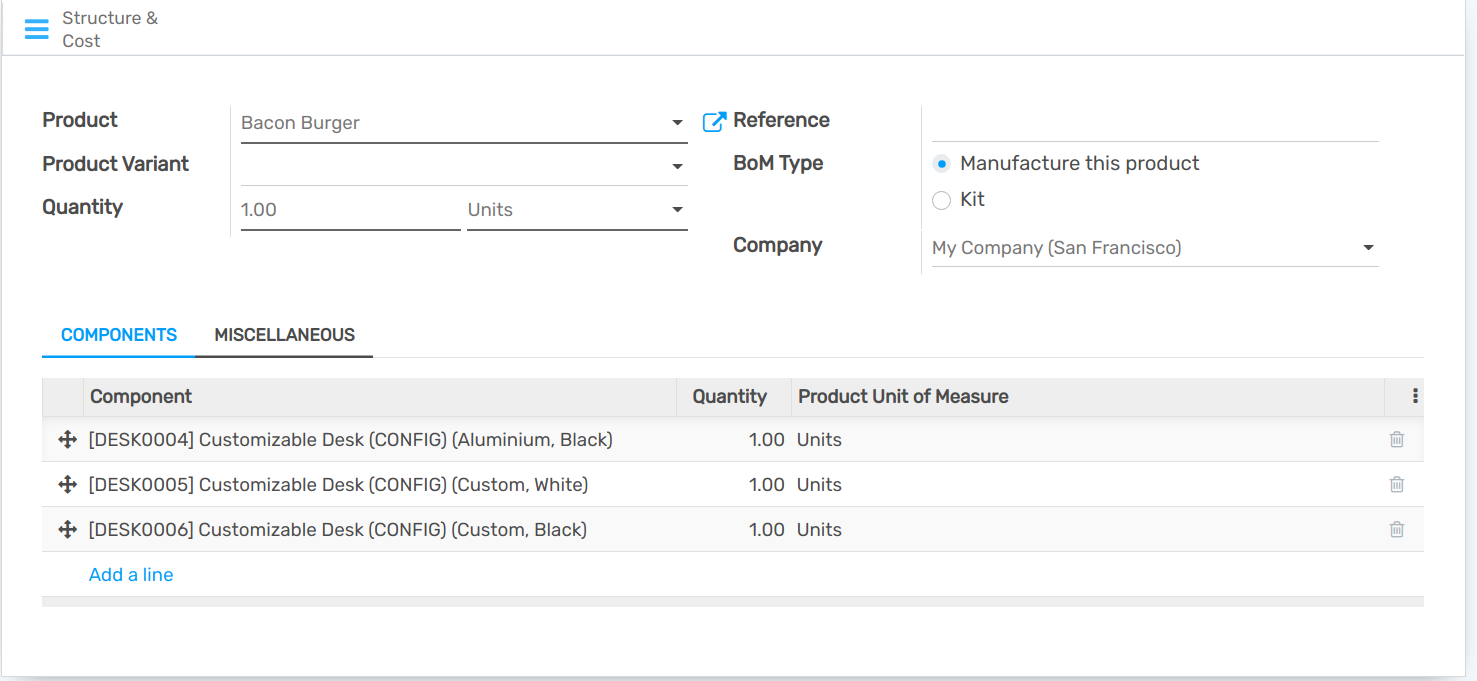 Structure &
Cost
Product
Bacon Burger
Product Variant
Quantity
1.00
Units
Reference
BoM Type
Manufacture this product
Kit
Company
My Company (San Francisco)
COMPONENTS
MISCELLANEOUS
Component Quantity Product Unit of Measure
[DESK0004] Customizable Desk (CONFIG) (Aluminium, Black) 1.00 Units
[DESK0005] Customizable Desk (CONFIG) (Custom, White) 1.00 Units
[DESK0006] Customizable Desk (CONFIG) (Custom, Black) 1.00 Units
Add a line